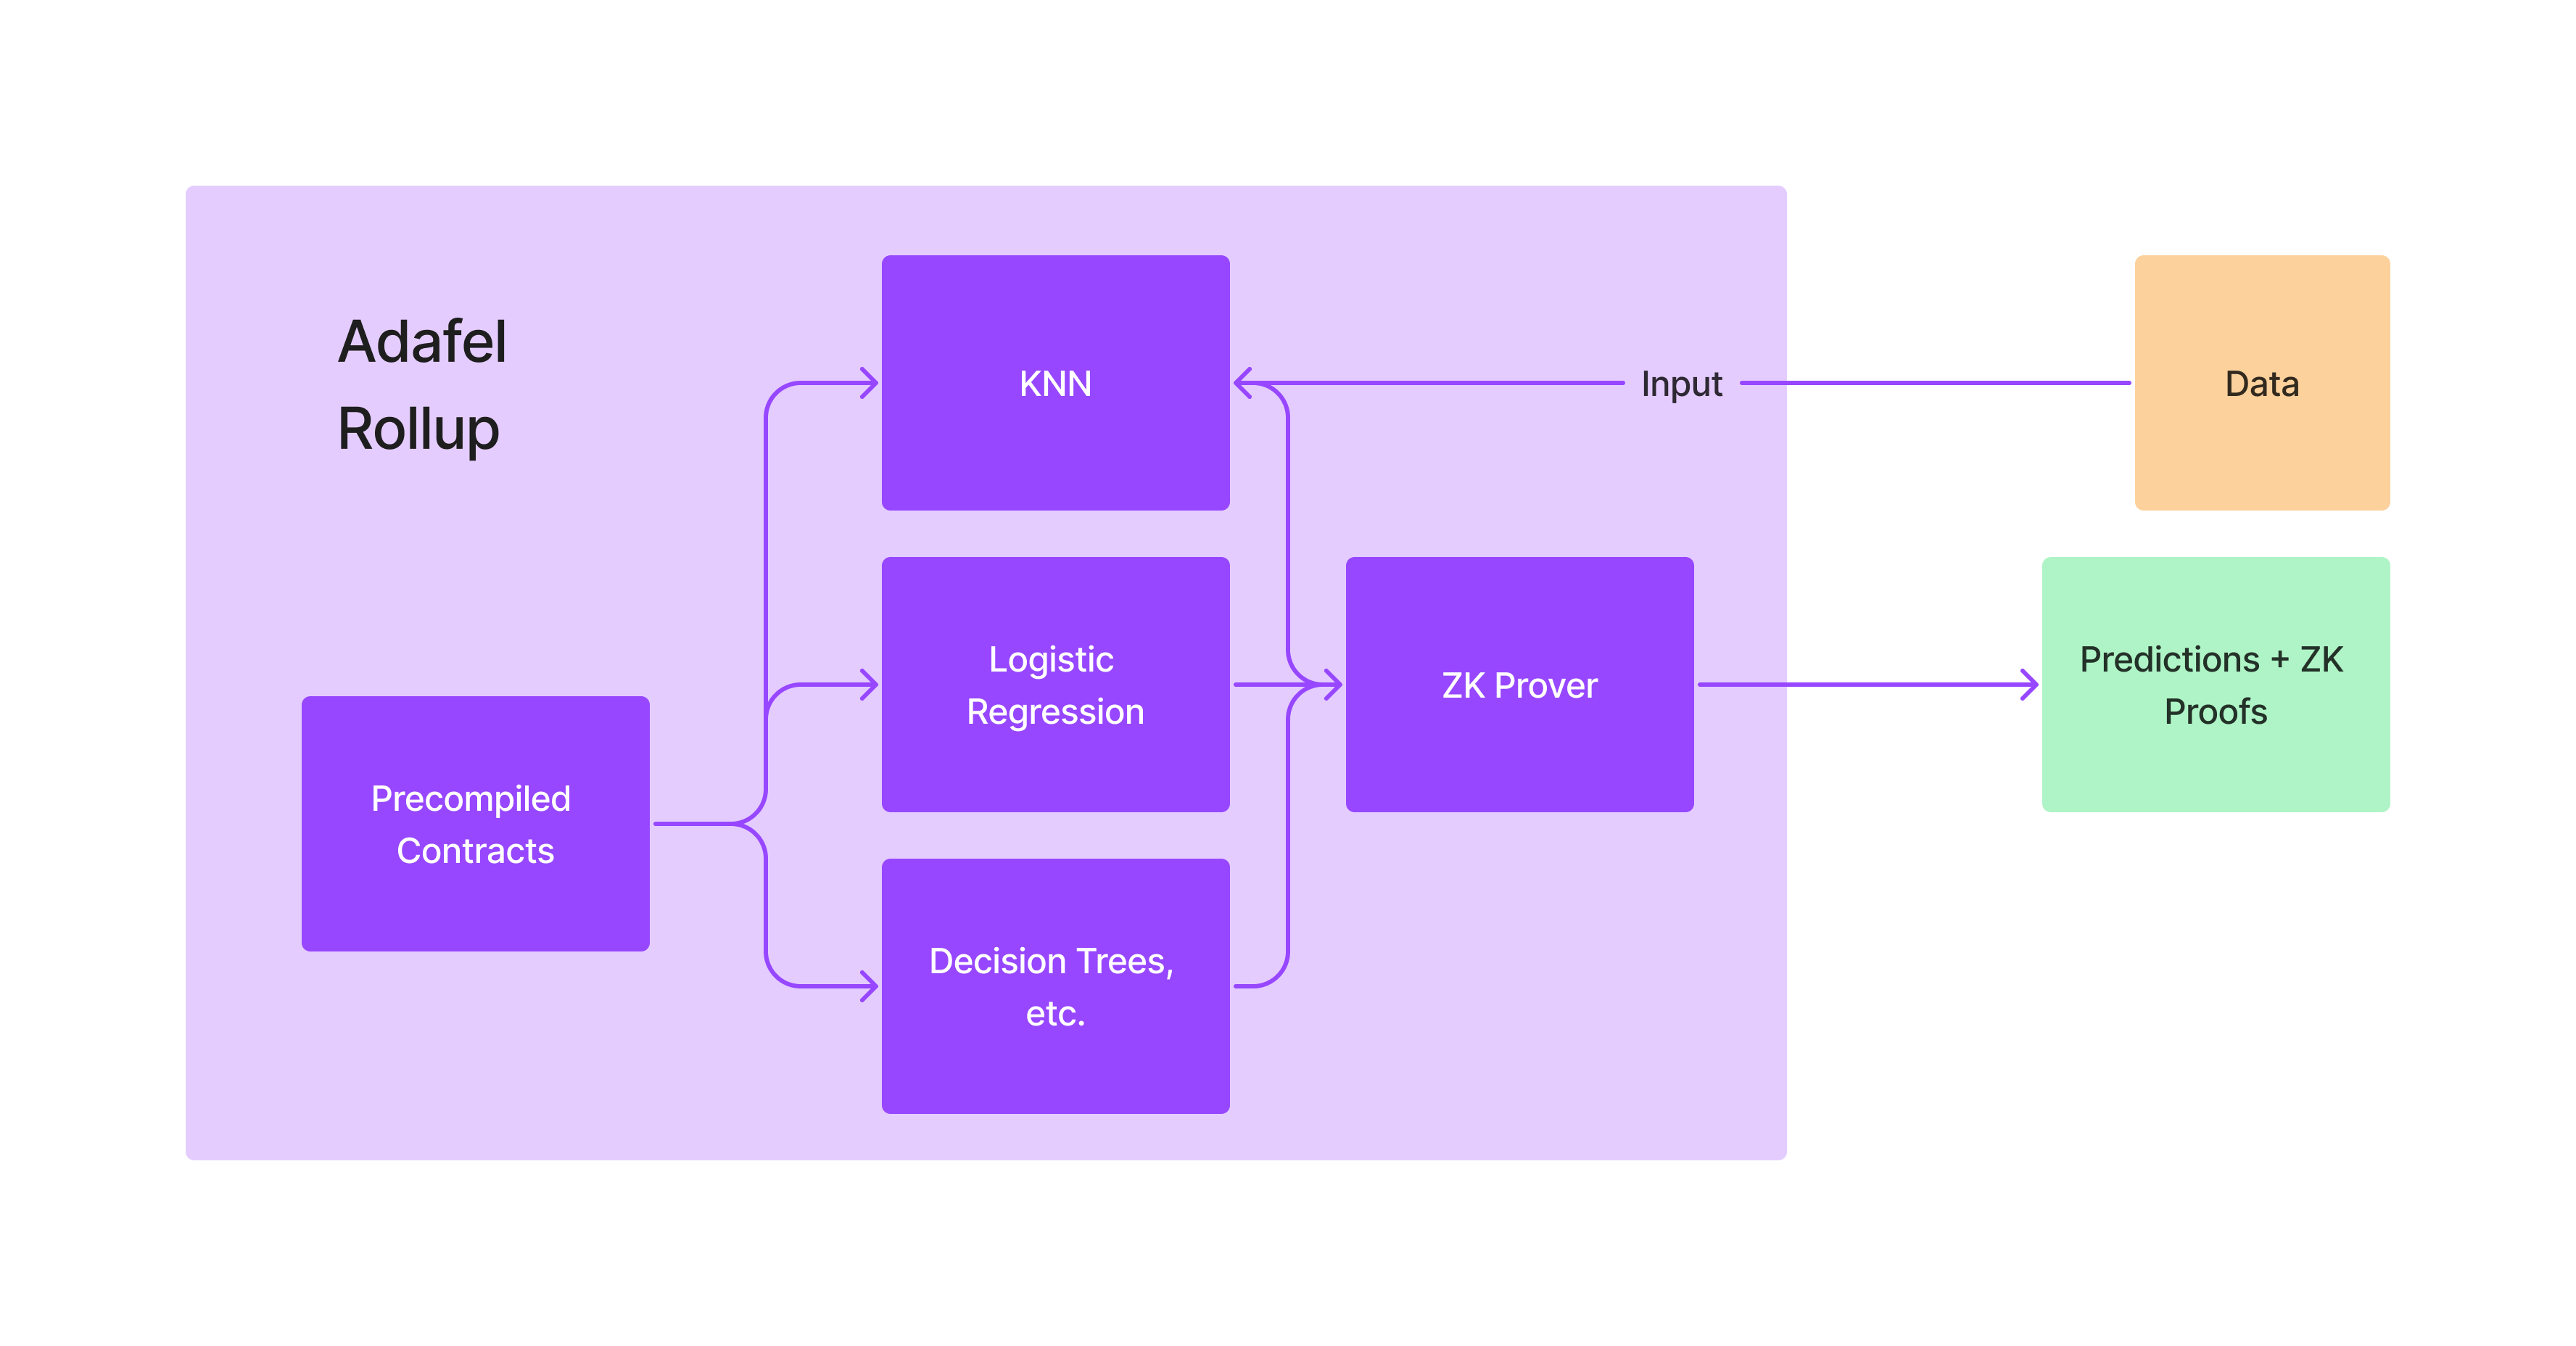 Adafel
Rollup
KNN
Input
Data
Logistic
Regression
ZK Prover
Predictions + ZK
Proofs
Precompiled
Contracts
Decision Trees,
etc.